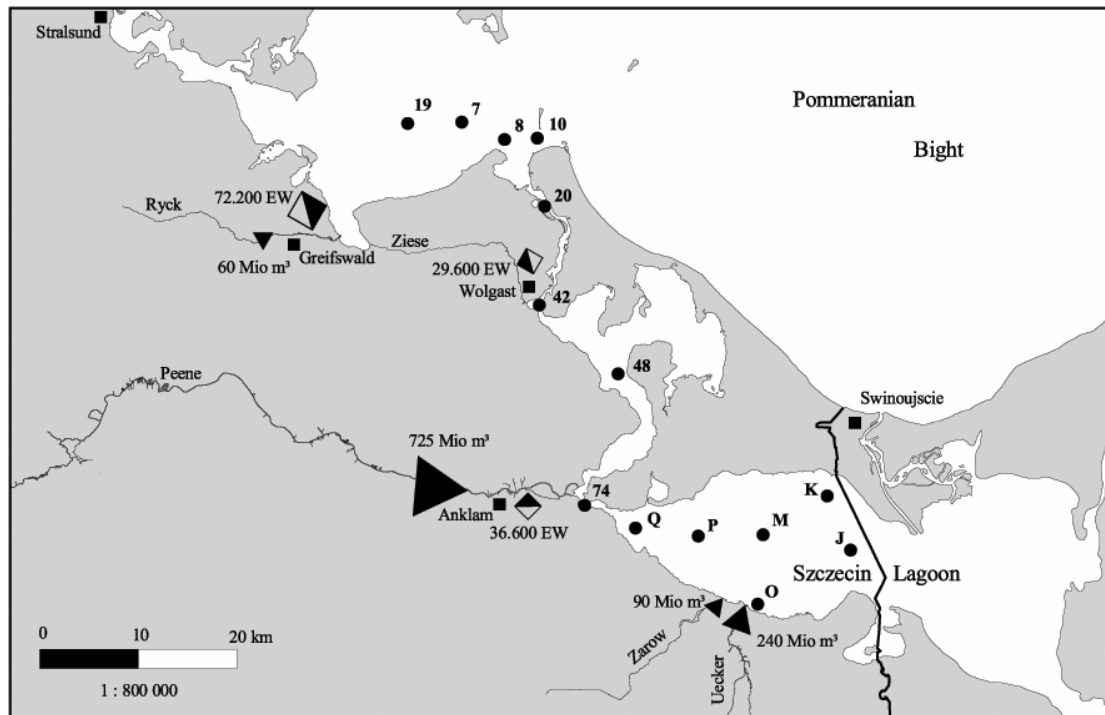 Stralsund
Pommeranian
Bight
19
7
8
10
20
72.200 EW
Ryck
Greifswald
60 Mio m³
Ziese
29.600 EW
Wolgast
42
48
Peene
Swinoujscie
725 Mio m³
Anklam
36.600 EW
74
K
Q
P
M
J
Szczecin Lagoon
O
90 Mio m³
240 Mio m³
Zarow
Uecker
0 10 20 km
1 : 800 000